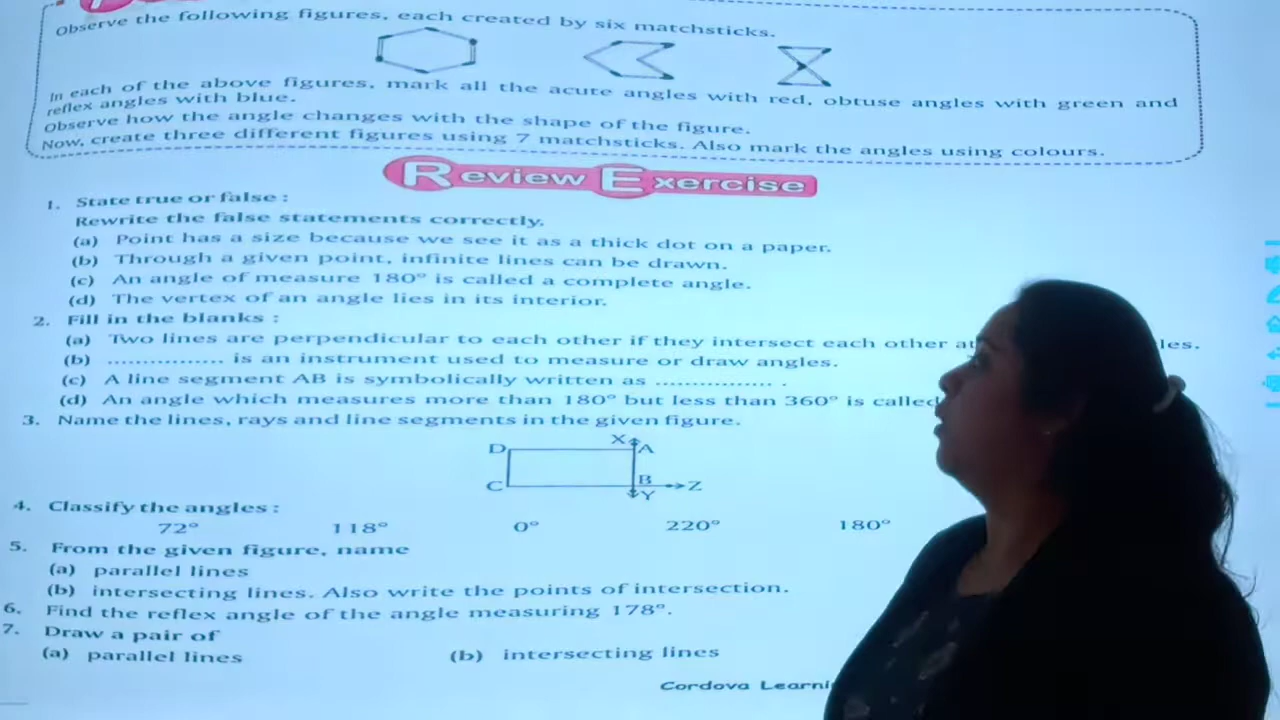 Observe the following figures, each created by six matchsticks.
In each of the above figures, mark all the acute angles with red, obtuse angles with green and
reflex angles with blue.
Observe how the angle changes with the shape of the figure.
Now, create three different figures using 7 matchsticks. Also mark the angles using colours.
Review Exercise
1. State true or false :
Rewrite the false statements correctly.
(a) Point has a size because we see it as a thick dot on a paper.
(b) Through a given point, infinite lines can be drawn.
(c) An angle of measure 180° is called a complete angle.
(d) The vertex of an angle lies in its interior.
2. Fill in the blanks :
(a) Two lines are perpendicular to each other if they intersect each other at les.
(b) ................ is an instrument used to measure or draw angles.
(c) A line segment AB is symbolically written as ................ .
(d) An angle which measures more than 180° but less than 360° is called
3. Name the lines, rays and line segments in the given figure.
D X A
C B Y Z
4. Classify the angles :
72° 118° 0° 220° 180°
5. From the given figure, name
(a) parallel lines
(b) intersecting lines. Also write the points of intersection.
6. Find the reflex angle of the angle measuring 178°.
7. Draw a pair of
(a) parallel lines (b) intersecting lines
Cordova Learni